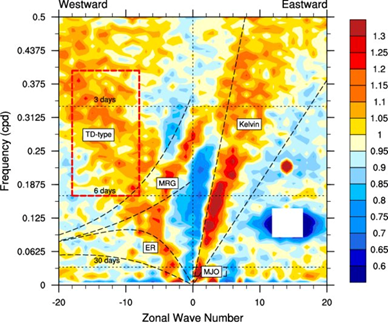 Westward Eastward
0.5
0.4375
0.375
0.3125
0.25
0.1875
0.125
0.0625
0
Frequency (cpd)
3 days
TD-type
Kelvin
6 days
MRG
ER
30 days
MJO
-20 -10 0 10 20
Zonal Wave Number
1.3
1.25
1.2
1.15
1.1
1.05
1
0.95
0.9
0.85
0.8
0.75
0.7
0.65
0.6